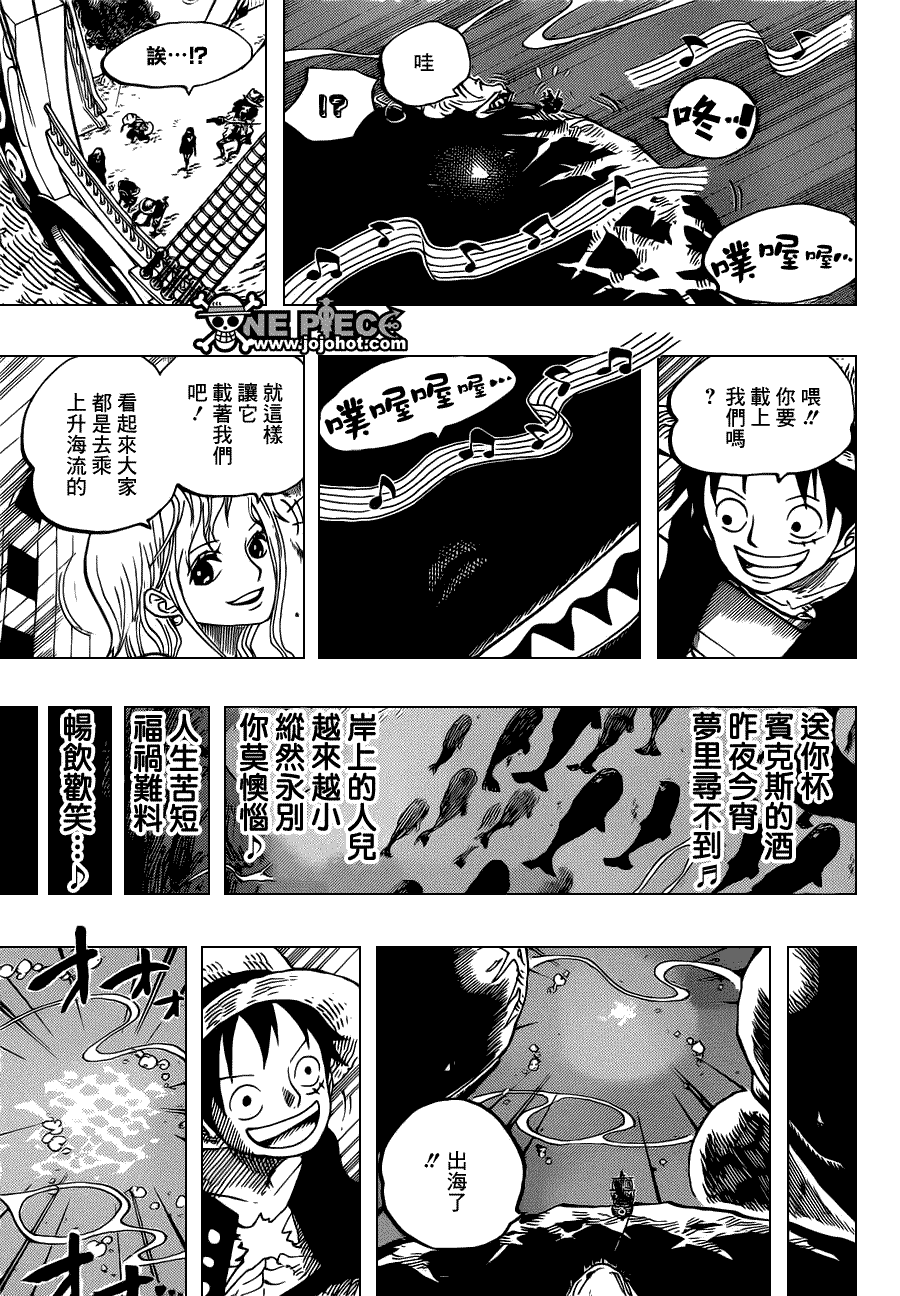 哇
!?
咚…!
噗喔喔…
誒…!?
ONE PIECE
www.jojohot.com
喂!!
你要
載上
我們嗎
?
噗喔喔喔…
就這樣
讓它
載著我們
吧!
看起來大家
都是去乘
上升海流的
送你杯
賓克斯的酒
昨夜今宵
夢里尋不到♬
岸上的人兒
越來越小
縱然永別
你莫懊惱♪
人生苦短
福禍難料
暢飲歡笑…♪
出海了
!!
オオオ
オオ